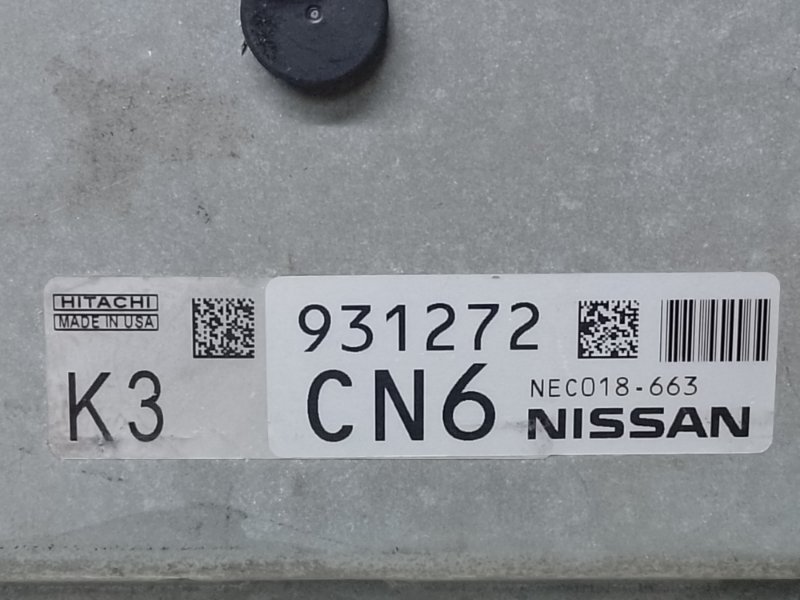 HITACHI
MADE IN USA
K3
931272
CN6
NEC018-663
NISSAN